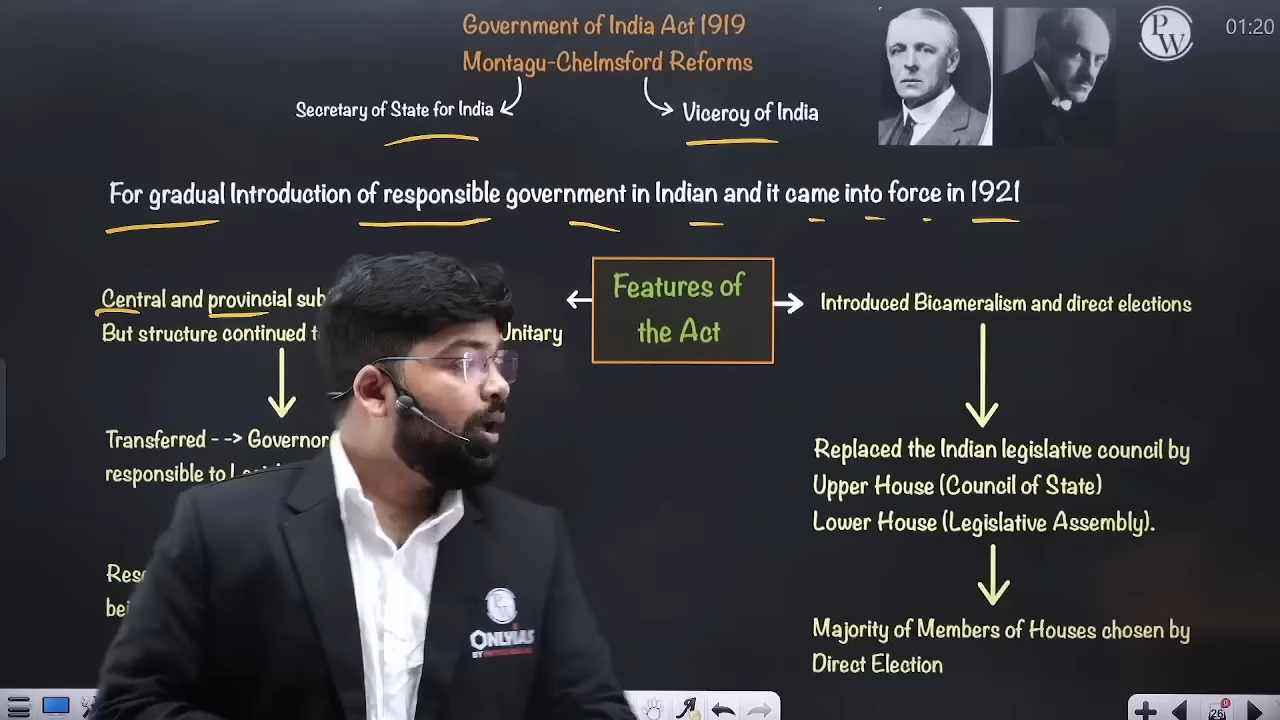 Government of India Act 1919
Montagu-Chelmsford Reforms
PW
01:20
Secretary of State for India
Viceroy of India
For gradual Introduction of responsible government in Indian and it came into force in 1921
Central and provincial
But structure continued
Unitary
Features of
the Act
Introduced Bicameralism and direct elections
Transferred - -> Governor
responsible to
Replaced the Indian legislative council by
Upper House (Council of State)
Lower House (Legislative Assembly).
Majority of Members of Houses chosen by
Direct Election
PW
ONLYIAS
26